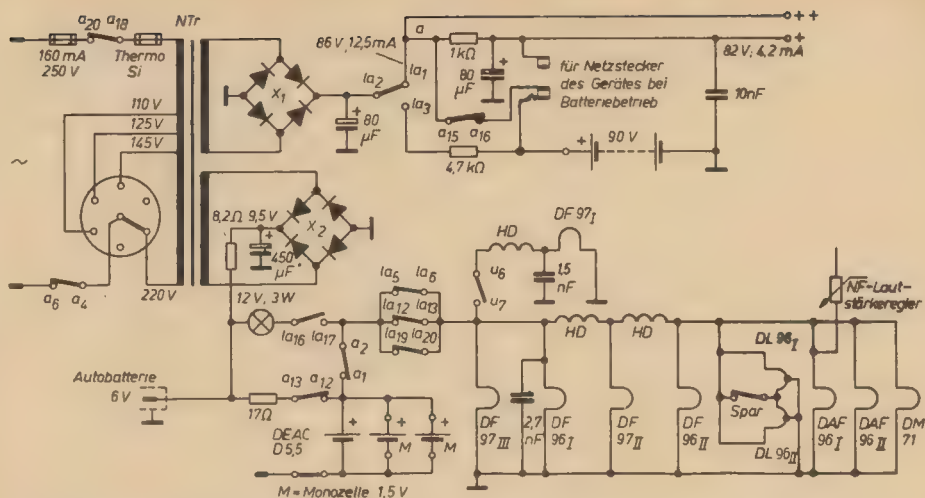 a20 a18
NTr
160 mA
250 V
Thermo
Si
110 V
125 V
145 V
~
220 V
a6 a4
X1
86 V, 12,5 mA
la2
la1
la3
+
80
µF
a
1 kΩ
+
80
µF
a15 a16
4,7 kΩ
für Netzstecker
des Gerätes bei
Batteriebetrieb
+ 90 V
++
+
82 V; 4,2 mA
10 nF
8,2 Ω 9,5 V
+
450
µF
X2
12 V, 3 W
la16 la17
la5 la6
la12 la13
la19 la20
a2
a1
Autobatterie
6 V
17 Ω
a13 a12
DEAC
D 5,5
+
+
M
+
M
M = Monozelle 1,5 V
HD
DF 97I
u6
u7
1,5
nF
HD
HD
DF
97III
2,7
nF
DF
96I
DF
97II
DF
96II
DL 96I
Spar
DL 96II
NF-Laut-
stärkeregler
DAF
96I
DAF
96II
DM
71